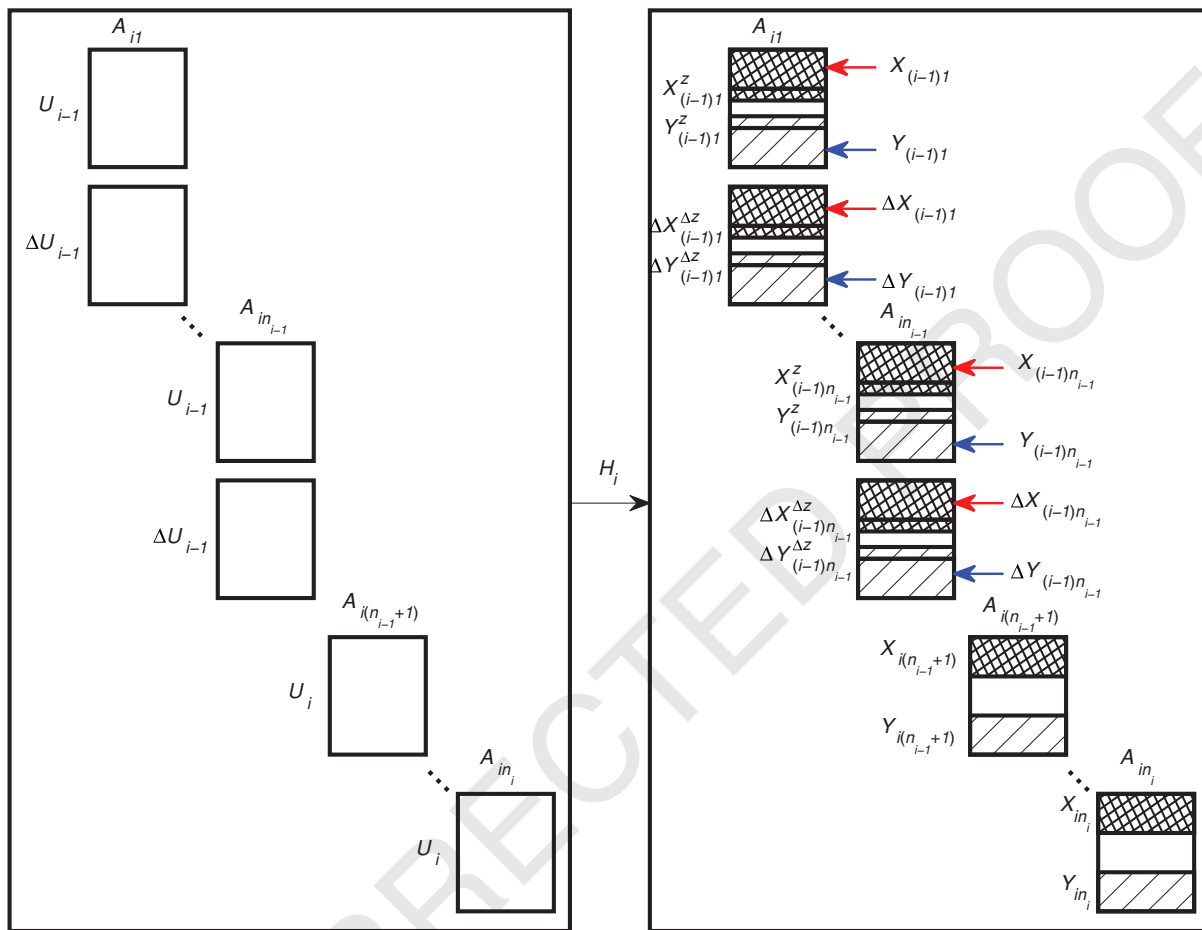 A_{i1}
U_{i–1}
ΔU_{i–1}
A_{in_{i–1}}
U_{i–1}
ΔU_{i–1}
A_{i(n_{i–1}+1)}
U_i
A_{in_i}
U_i
H_i
A_{i1}
X_{(i–1)1}
X^z_{(i–1)1}
Y^z_{(i–1)1}
Y_{(i–1)1}
ΔX_{(i–1)1}
ΔX^{Δz}_{(i–1)1}
ΔY^{Δz}_{(i–1)1}
ΔY_{(i–1)1}
A_{in_{i–1}}
X_{(i–1)n_{i–1}}
X^z_{(i–1)n_{i–1}}
Y^z_{(i–1)n_{i–1}}
Y_{(i–1)n_{i–1}}
ΔX_{(i–1)n_{i–1}}
ΔX^{Δz}_{(i–1)n_{i–1}}
ΔY^{Δz}_{(i–1)n_{i–1}}
ΔY_{(i–1)n_{i–1}}
A_{i(n_{i–1}+1)}
X_{i(n_{i–1}+1)}
Y_{i(n_{i–1}+1)}
A_{in_i}
X_{in_i}
Y_{in_i}
RRECTED PROOF